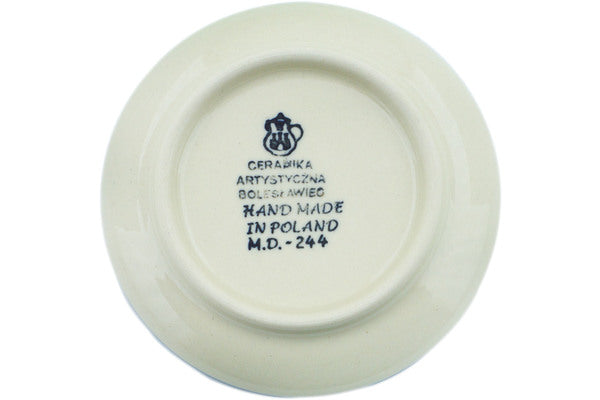 CERAMIKA
ARTYSTYCZNA
BOLESŁAWIEC
HAND MADE
IN POLAND
M.D. - 244